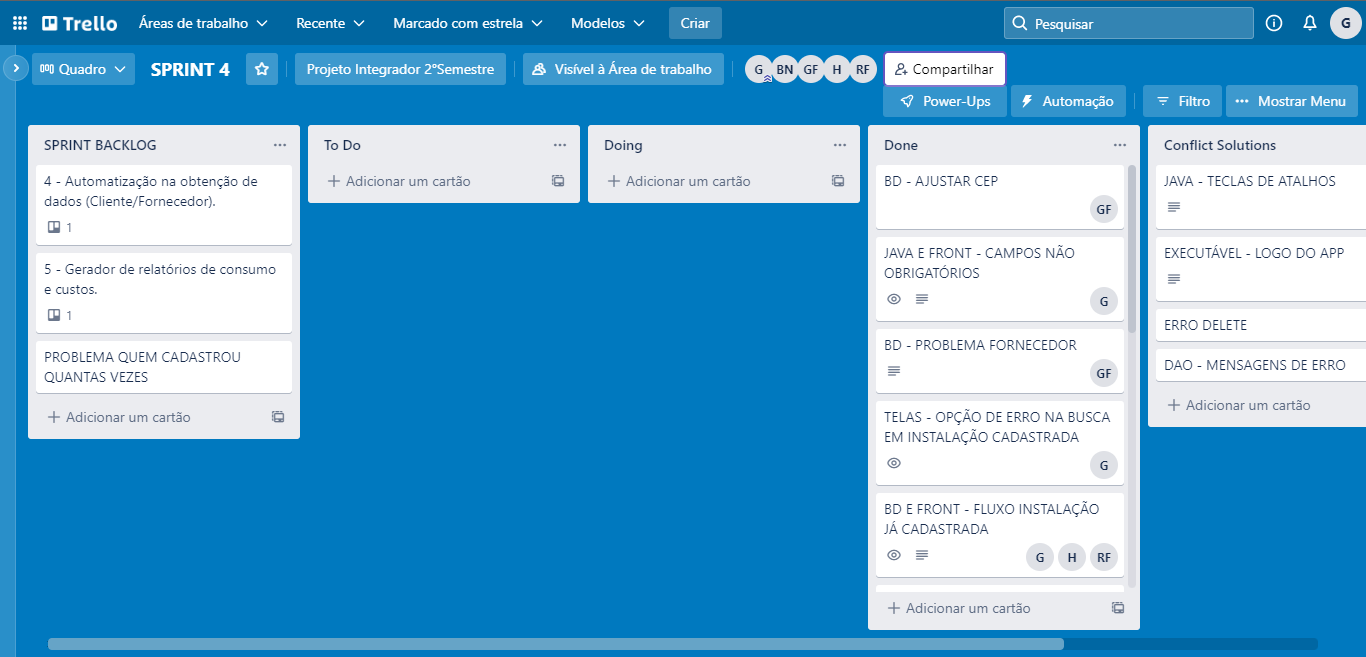 Trello Áreas de trabalho Recente Marcado com estrela Modelos Criar Pesquisar G
Quadro SPRINT 4 Projeto Integrador 2ºSemestre Visível à Área de trabalho G BN GF H RF Compartilhar
Power-Ups Automação Filtro Mostrar Menu
SPRINT BACKLOG
4 - Automatização na obtenção de
dados (Cliente/Fornecedor).
1
5 - Gerador de relatórios de consumo
e custos.
1
PROBLEMA QUEM CADASTROU
QUANTAS VEZES
Adicionar um cartão
To Do
Adicionar um cartão
Doing
Adicionar um cartão
Done
BD - AJUSTAR CEP
GF
JAVA E FRONT - CAMPOS NÃO
OBRIGATÓRIOS
G
BD - PROBLEMA FORNECEDOR
GF
TELAS - OPÇÃO DE ERRO NA BUSCA
EM INSTALAÇÃO CADASTRADA
G
BD E FRONT - FLUXO INSTALAÇÃO
JÁ CADASTRADA
G H RF
Adicionar um cartão
Conflict Solutions
JAVA - TECLAS DE ATALHOS
EXECUTÁVEL - LOGO DO APP
ERRO DELETE
DAO - MENSAGENS DE ERRO
Adicionar um cartão